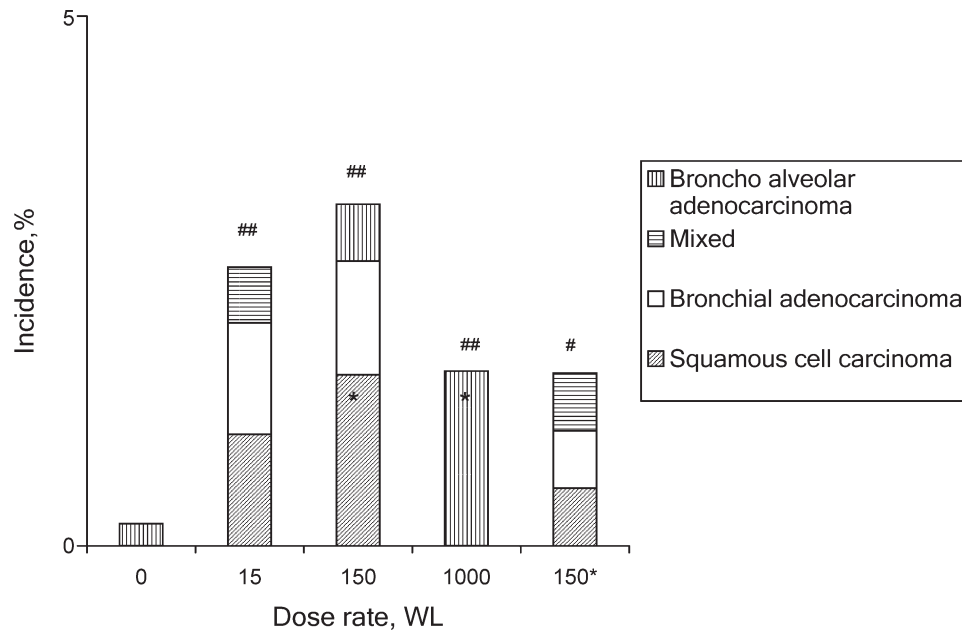 5
Incidence,%
0
##
##
##
#
*
*
0 15 150 1000 150*
Dose rate, WL
Broncho alveolar
adenocarcinoma
Mixed
Bronchial adenocarcinoma
Squamous cell carcinoma